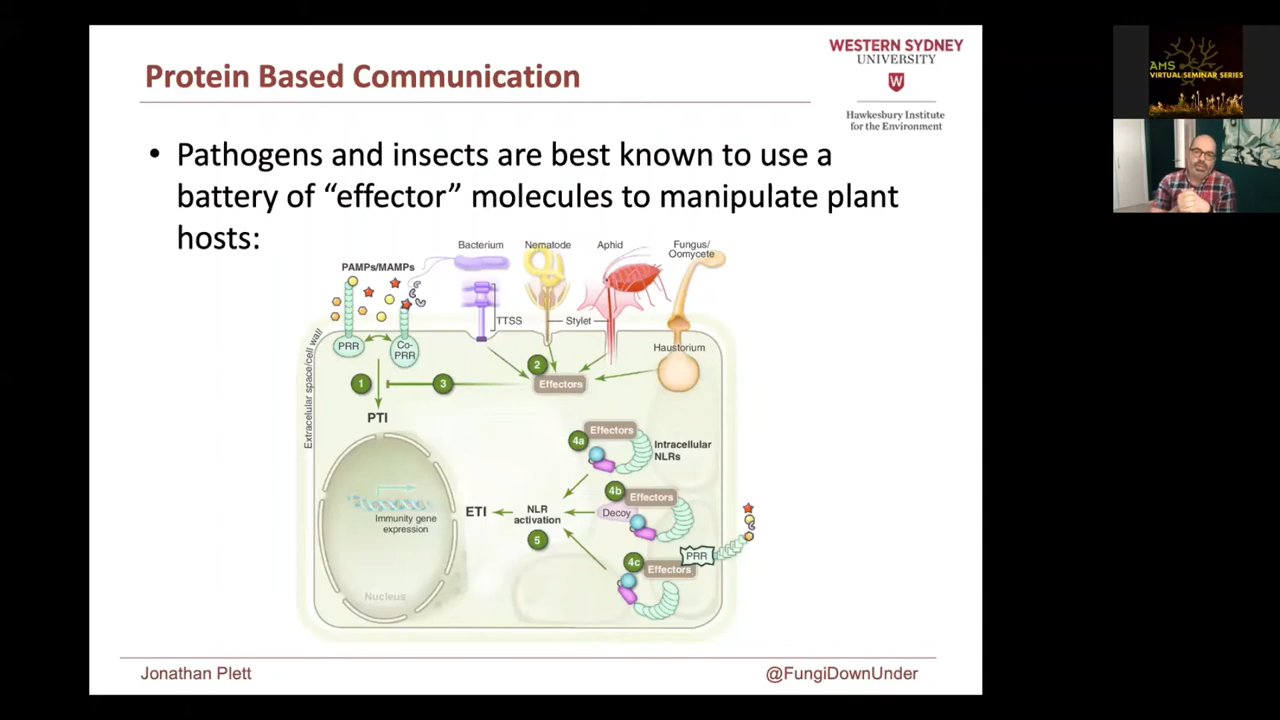 Protein Based Communication
WESTERN SYDNEY
UNIVERSITY
W
Hawkesbury Institute
for the Environment
• Pathogens and insects are best known to use a
battery of “effector” molecules to manipulate plant
hosts:
Bacterium
Nematode
Aphid
Fungus/
Oomycete
PAMPs/MAMPs
TTSS
Stylet
PRR
Co-
PRR
Haustorium
Extracelular space/cell wall
1
3
2
Effectors
PTI
4a
Effectors
Intracellular
NLRs
4b
Effectors
Decoy
ETI
NLR
activation
5
Immunity gene
expression
4c
Effectors
PRR
Nucleus
Jonathan Plett
@FungiDownUnder
AMS
VIRTUAL SEMINAR SERIES